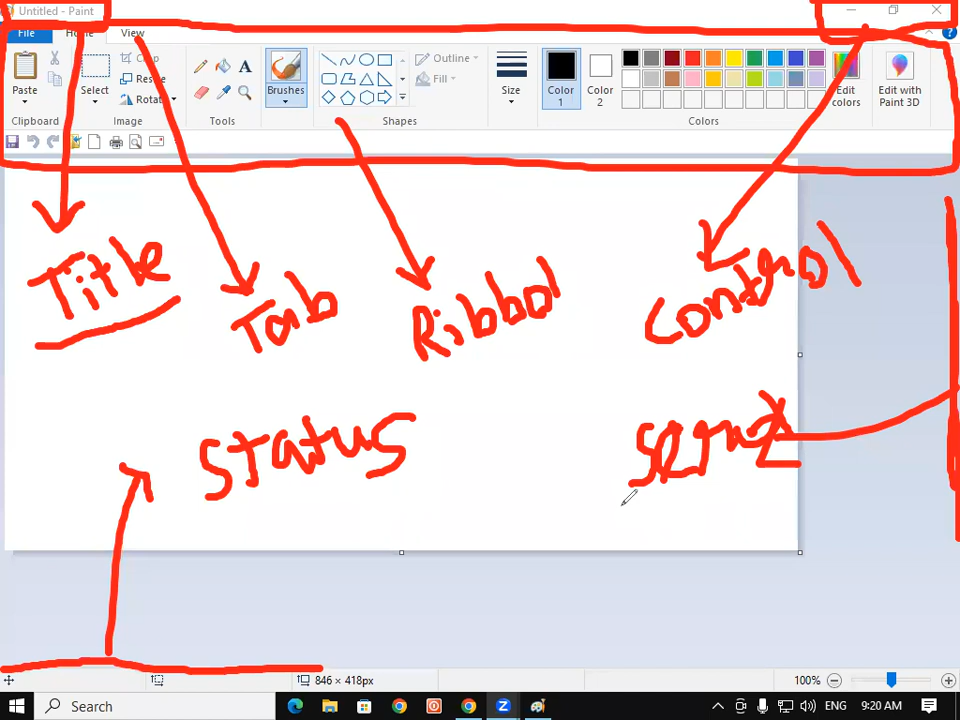 Untitled - Paint
File Home View
Paste
Select
Crop
Resize
Rotate
Brushes
Outline
Fill
Size
Color 1
Color 2
Edit colors
Edit with Paint 3D
Clipboard Image Tools Shapes Colors
Title Tab Ribbol Control
Status
846 × 418px 100%
Search ENG 9:20 AM